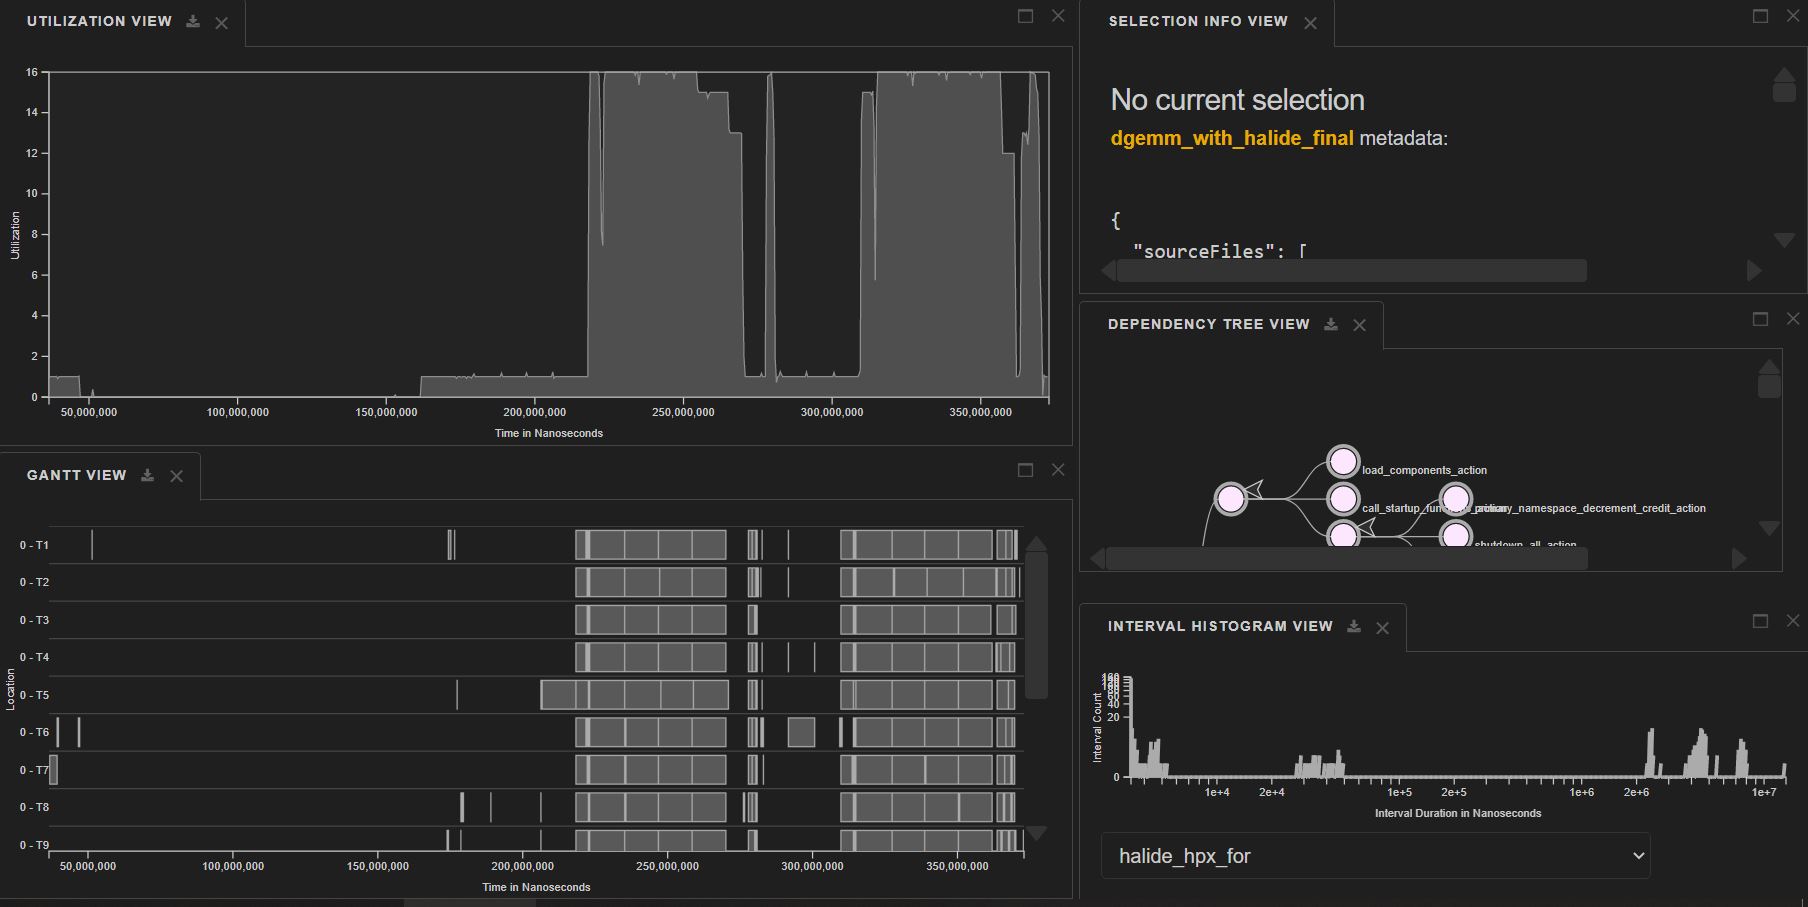 UTILIZATION VIEW
16
14
12
10
8
6
4
2
0
Utilization
50,000,000 100,000,000 150,000,000 200,000,000 250,000,000 300,000,000 350,000,000
Time in Nanoseconds
GANTT VIEW
0 - T1
0 - T2
0 - T3
0 - T4
0 - T5
0 - T6
0 - T7
0 - T8
0 - T9
Location
50,000,000 100,000,000 150,000,000 200,000,000 250,000,000 300,000,000 350,000,000
Time in Nanoseconds
SELECTION INFO VIEW
No current selection
dgemm_with_halide_final metadata:
{
"sourceFiles": [
DEPENDENCY TREE VIEW
load_components_action
primary_namespace_decrement_credit_action
shutdown_all_action
INTERVAL HISTOGRAM VIEW
60
40
20
0
Interval Count
1e+4 2e+4 1e+5 2e+5 1e+6 2e+6 1e+7
Interval Duration in Nanoseconds
halide_hpx_for